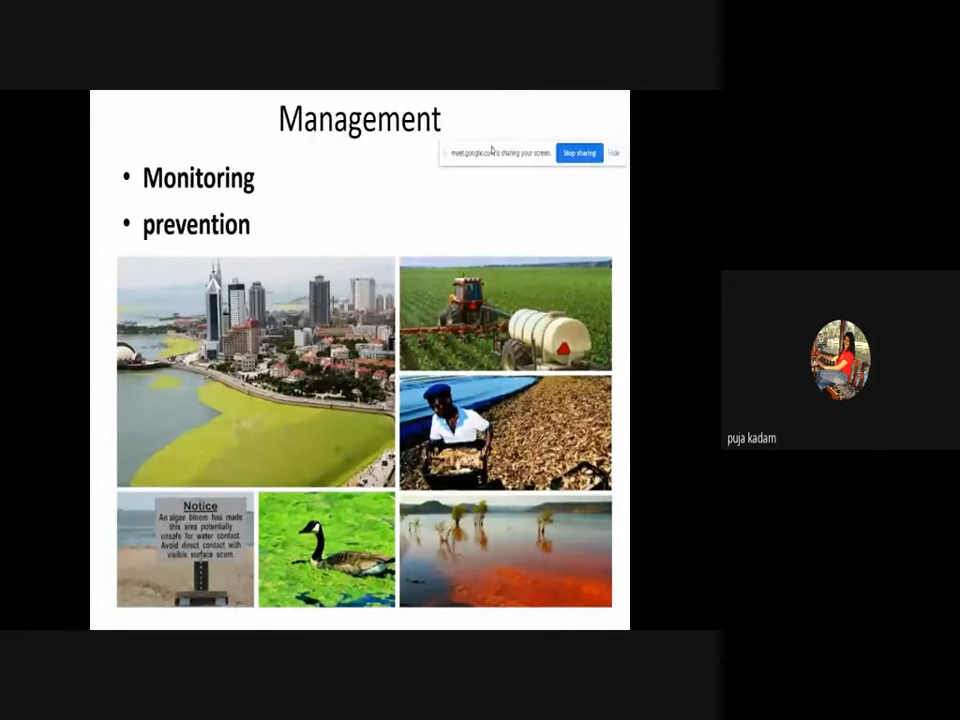 Management
meet.google.com is sharing your screen. Stop sharing Hide
• Monitoring
• prevention
Notice
An algae bloom has made
this area potentially
unsafe for water contact.
Avoid direct contact with
visible surface scum.
puja kadam